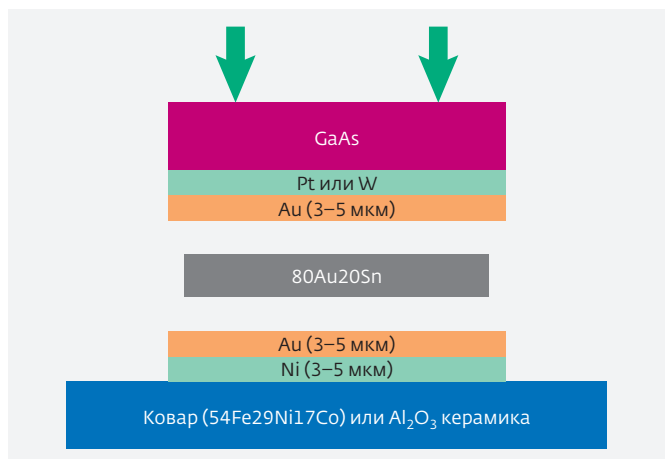 GaAs
Pt или W
Au (3–5 мкм)
80Au20Sn
Au (3–5 мкм)
Ni (3–5 мкм)
Ковар (54Fe29Ni17Co) или Al₂O₃ керамика